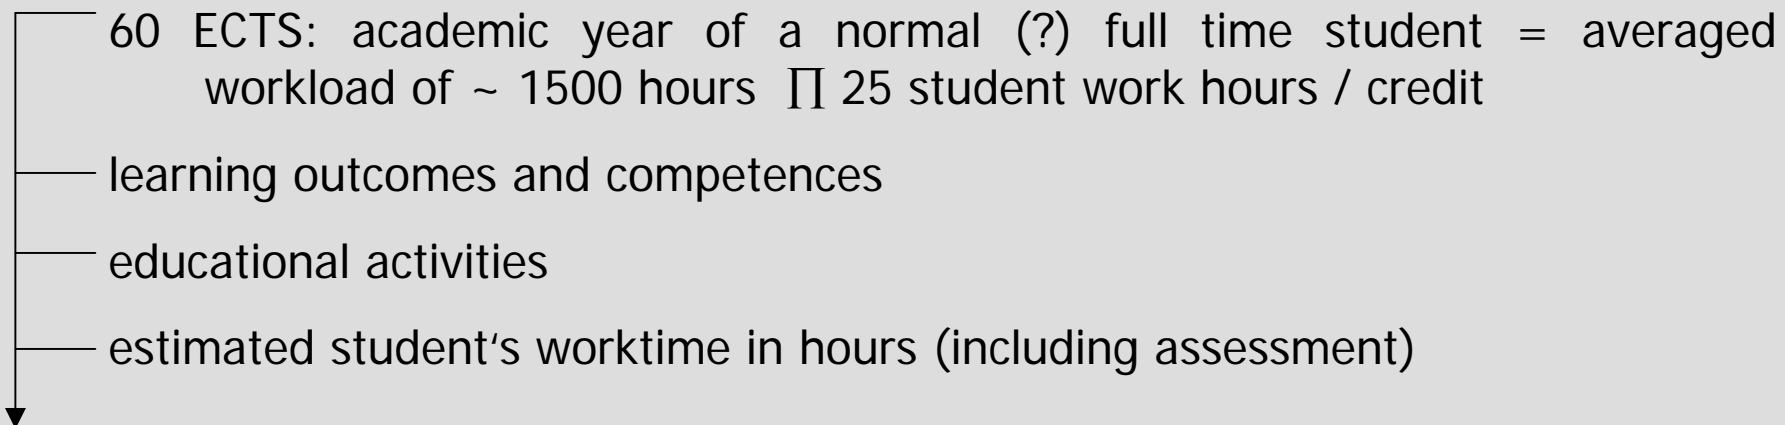 60 ECTS: academic year of a normal (?) full time student = averaged
workload of ~ 1500 hours ∏ 25 student work hours / credit
learning outcomes and competences
educational activities
estimated student‘s worktime in hours (including assessment)